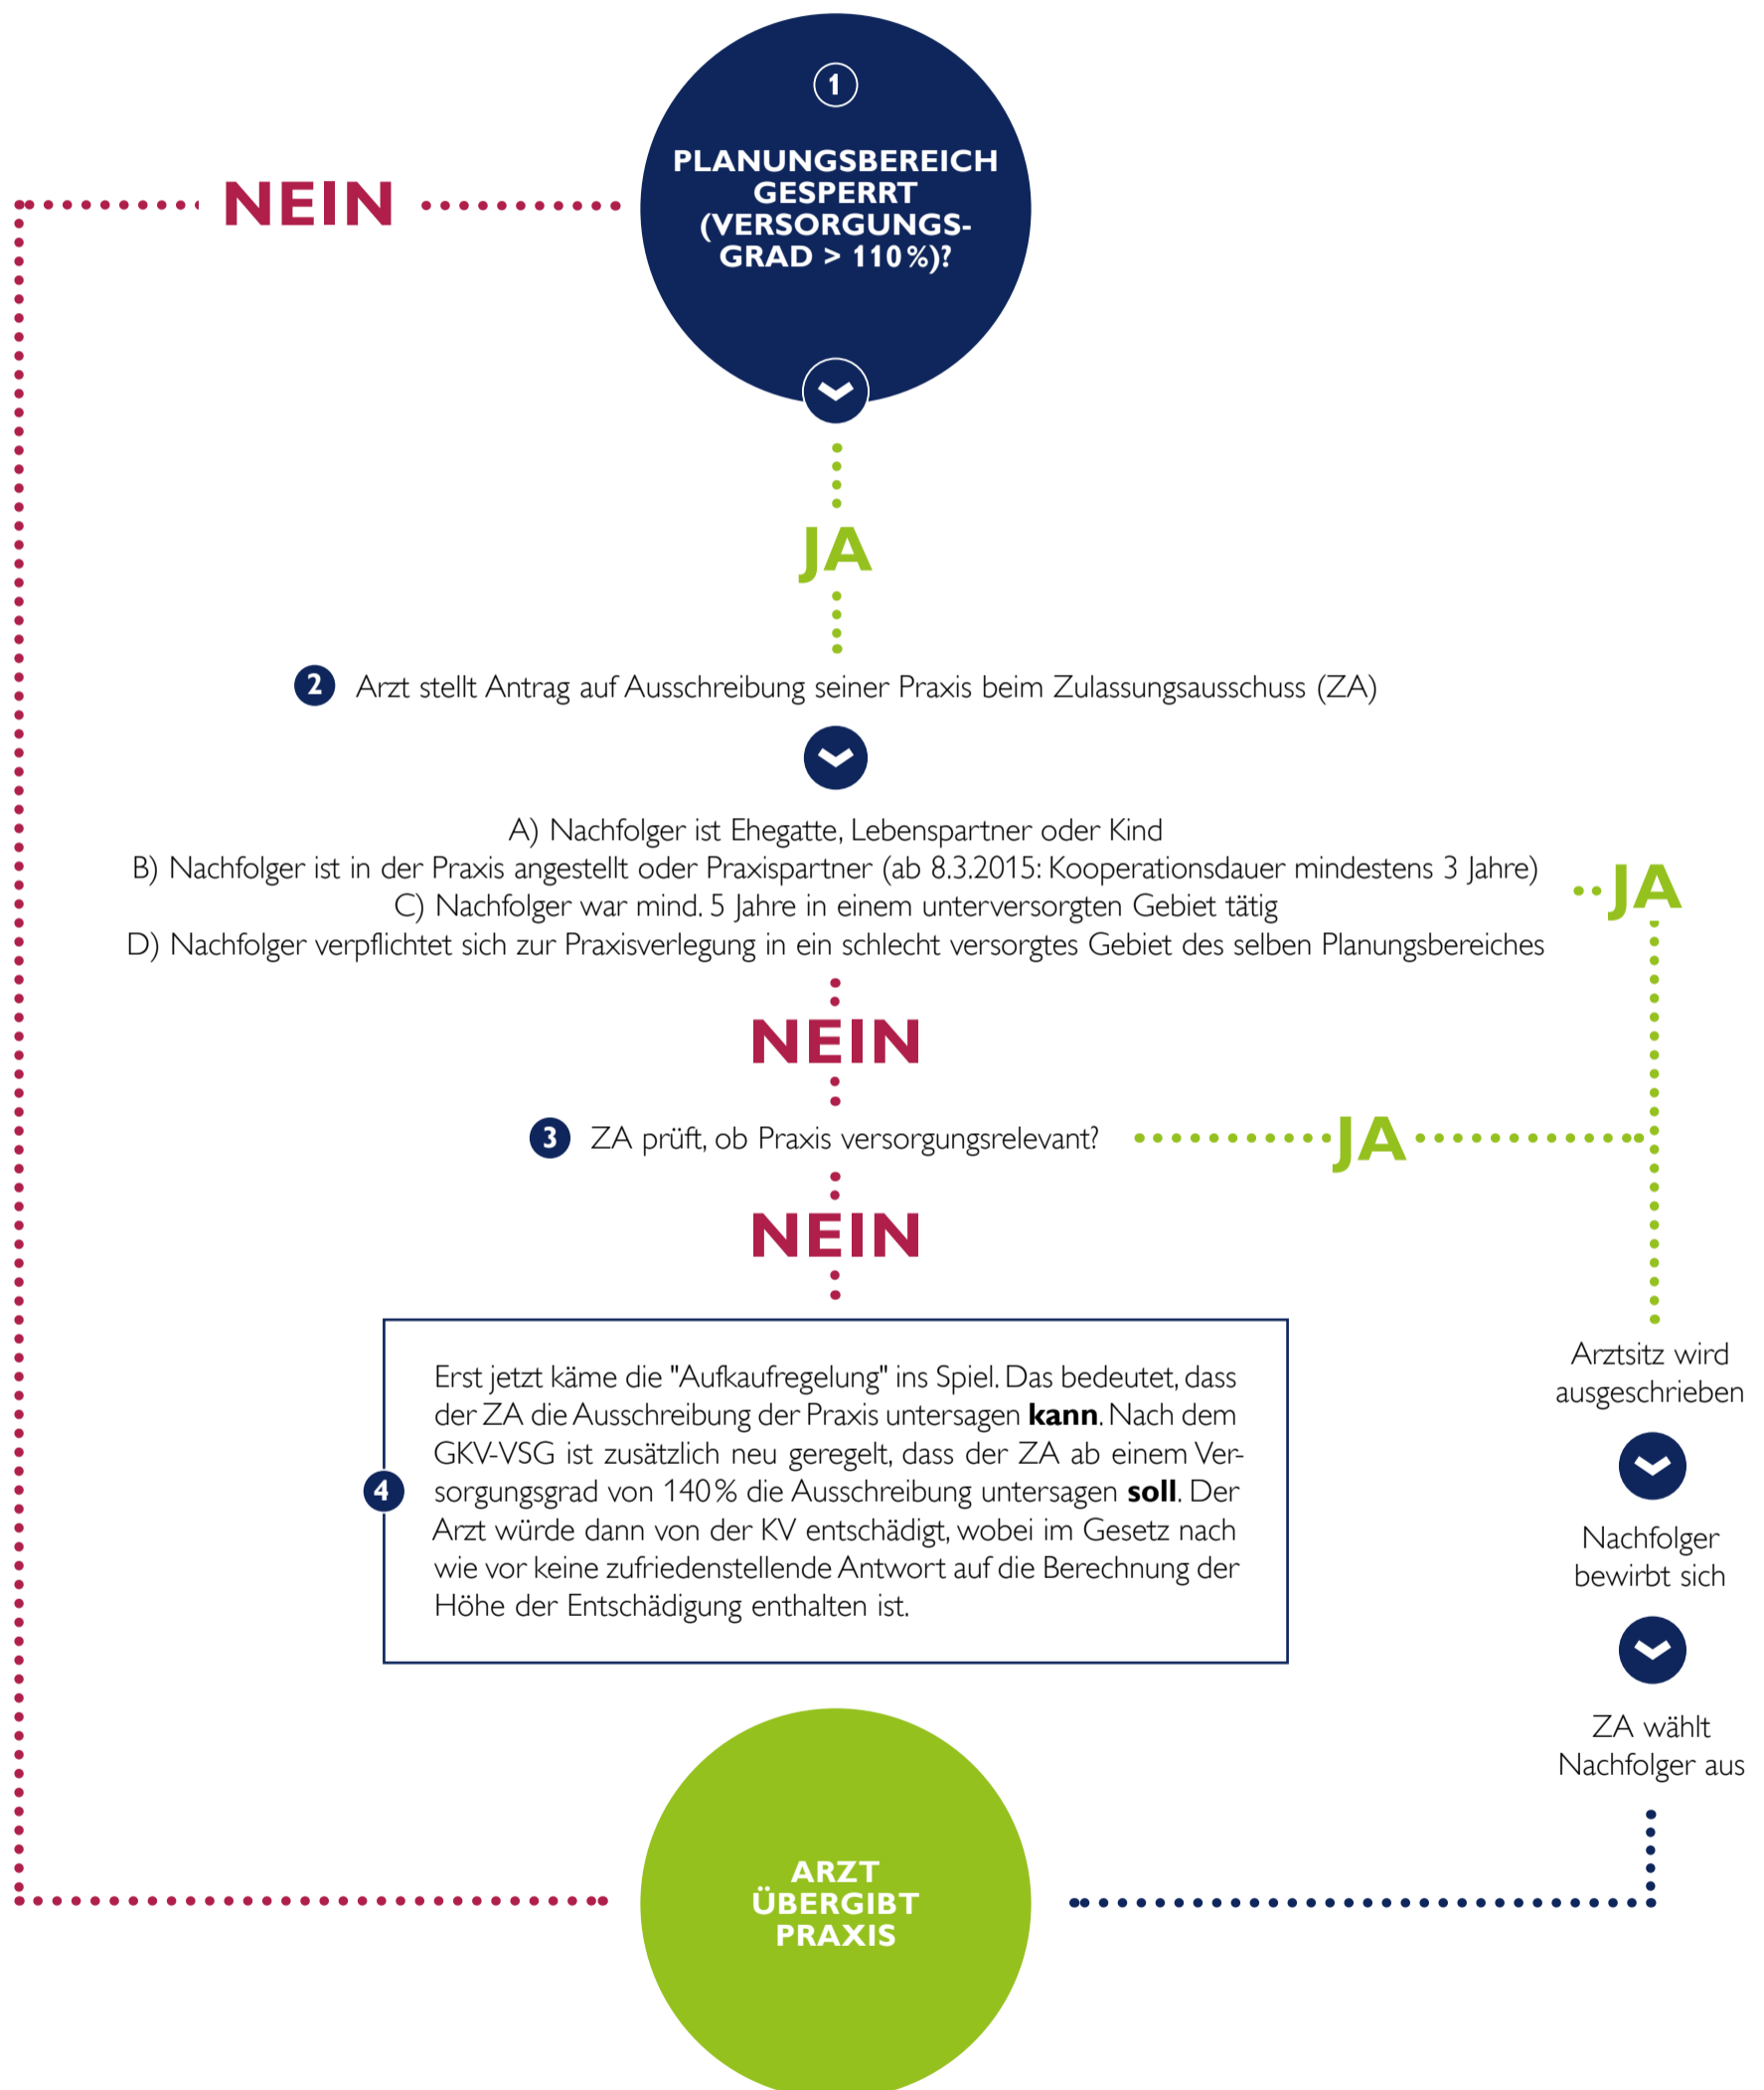 1
PLANUNGSBEREICH
GESPERRT
(VERSORGUNGS-
GRAD > 110 %)?
NEIN
JA
2 Arzt stellt Antrag auf Ausschreibung seiner Praxis beim Zulassungsausschuss (ZA)
A) Nachfolger ist Ehegatte, Lebenspartner oder Kind
B) Nachfolger ist in der Praxis angestellt oder Praxispartner (ab 8.3.2015: Kooperationsdauer mindestens 3 Jahre)
C) Nachfolger war mind. 5 Jahre in einem unterversorgten Gebiet tätig
D) Nachfolger verpflichtet sich zur Praxisverlegung in ein schlecht versorgtes Gebiet des selben Planungsbereiches
JA
NEIN
3 ZA prüft, ob Praxis versorgungsrelevant?
JA
NEIN
4
Erst jetzt käme die "Aufkaufregelung" ins Spiel. Das bedeutet, dass
der ZA die Ausschreibung der Praxis untersagen kann. Nach dem
GKV-VSG ist zusätzlich neu geregelt, dass der ZA ab einem Ver-
sorgungsgrad von 140 % die Ausschreibung untersagen soll. Der
Arzt würde dann von der KV entschädigt, wobei im Gesetz nach
wie vor keine zufriedenstellende Antwort auf die Berechnung der
Höhe der Entschädigung enthalten ist.
Arztsitz wird
ausgeschrieben
Nachfolger
bewirbt sich
ZA wählt
Nachfolger aus
ARZT
ÜBERGIBT
PRAXIS